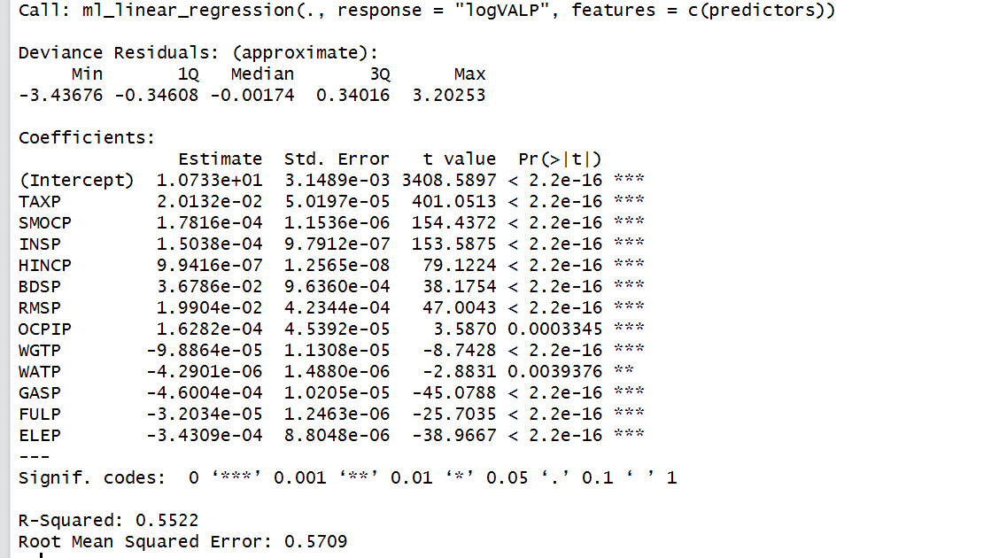 Call: ml_linear_regression(., response = "logVALP", features = c(predictors))
Deviance Residuals: (approximate):
Min 1Q Median 3Q Max
-3.43676 -0.34608 -0.00174 0.34016 3.20253
Coefficients:
Estimate Std. Error t value Pr(>|t|)
(Intercept) 1.0733e+01 3.1489e-03 3408.5897 < 2.2e-16 ***
TAXP 2.0132e-02 5.0197e-05 401.0513 < 2.2e-16 ***
SMOCP 1.7816e-04 1.1536e-06 154.4372 < 2.2e-16 ***
INSP 1.5038e-04 9.7912e-07 153.5875 < 2.2e-16 ***
HINCP 9.9416e-07 1.2565e-08 79.1224 < 2.2e-16 ***
BDSP 3.6786e-02 9.6360e-04 38.1754 < 2.2e-16 ***
RMSP 1.9904e-02 4.2344e-04 47.0043 < 2.2e-16 ***
OCPIP 1.6282e-04 4.5392e-05 3.5870 0.0003345 ***
WGTP -9.8864e-05 1.1308e-05 -8.7428 < 2.2e-16 ***
WATP -4.2901e-06 1.4880e-06 -2.8831 0.0039376 **
GASP -4.6004e-04 1.0205e-05 -45.0788 < 2.2e-16 ***
FULP -3.2034e-05 1.2463e-06 -25.7035 < 2.2e-16 ***
ELEP -3.4309e-04 8.8048e-06 -38.9667 < 2.2e-16 ***
---
Signif. codes: 0 ‘***’ 0.001 ‘**’ 0.01 ‘*’ 0.05 ‘.’ 0.1 ‘ ’ 1
R-Squared: 0.5522
Root Mean Squared Error: 0.5709